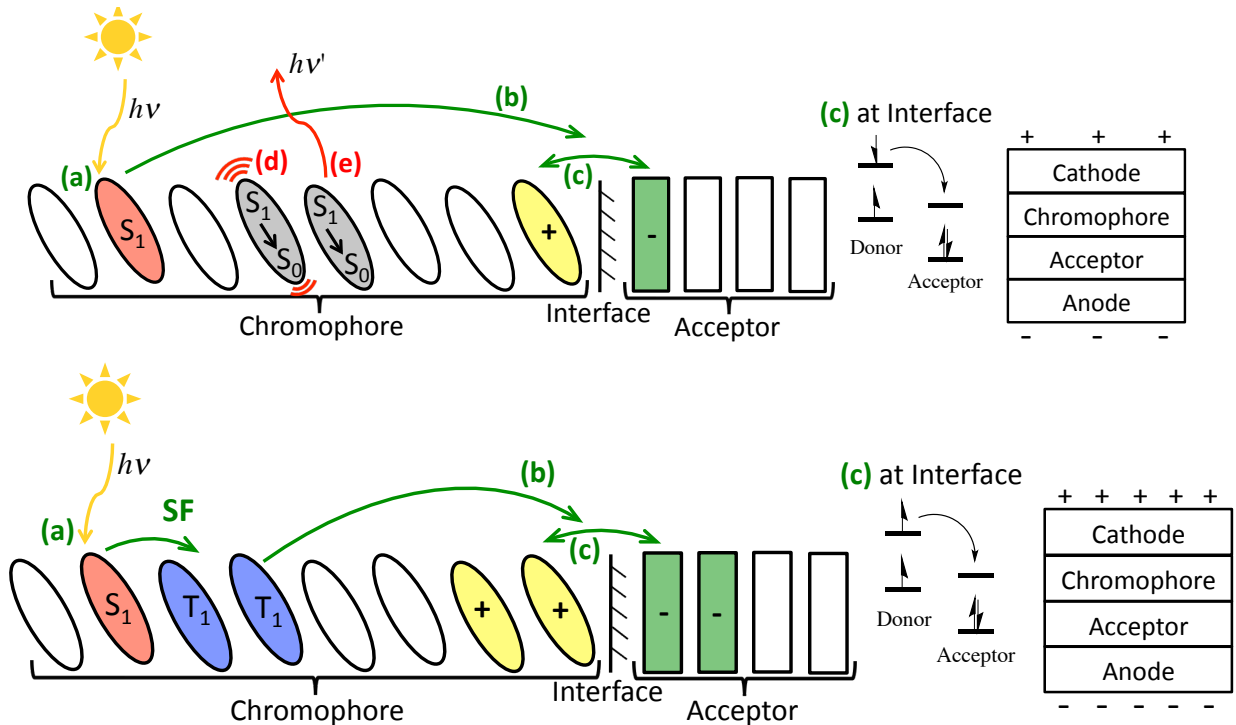 hν
hν'
(b)
(c) at Interface
+ + +
(a)
(d)
(e)
(c)
S1
S1
S0
S1
S0
+
-
Donor
Acceptor
Cathode
Chromophore
Acceptor
Anode
- - -
Chromophore
Interface
Acceptor
hν
(b)
(c) at Interface
+ + + + +
(a)
SF
(c)
S1
T1
T1
+
+
-
-
Donor
Acceptor
Cathode
Chromophore
Acceptor
Anode
- - - - -
Chromophore
Interface
Acceptor